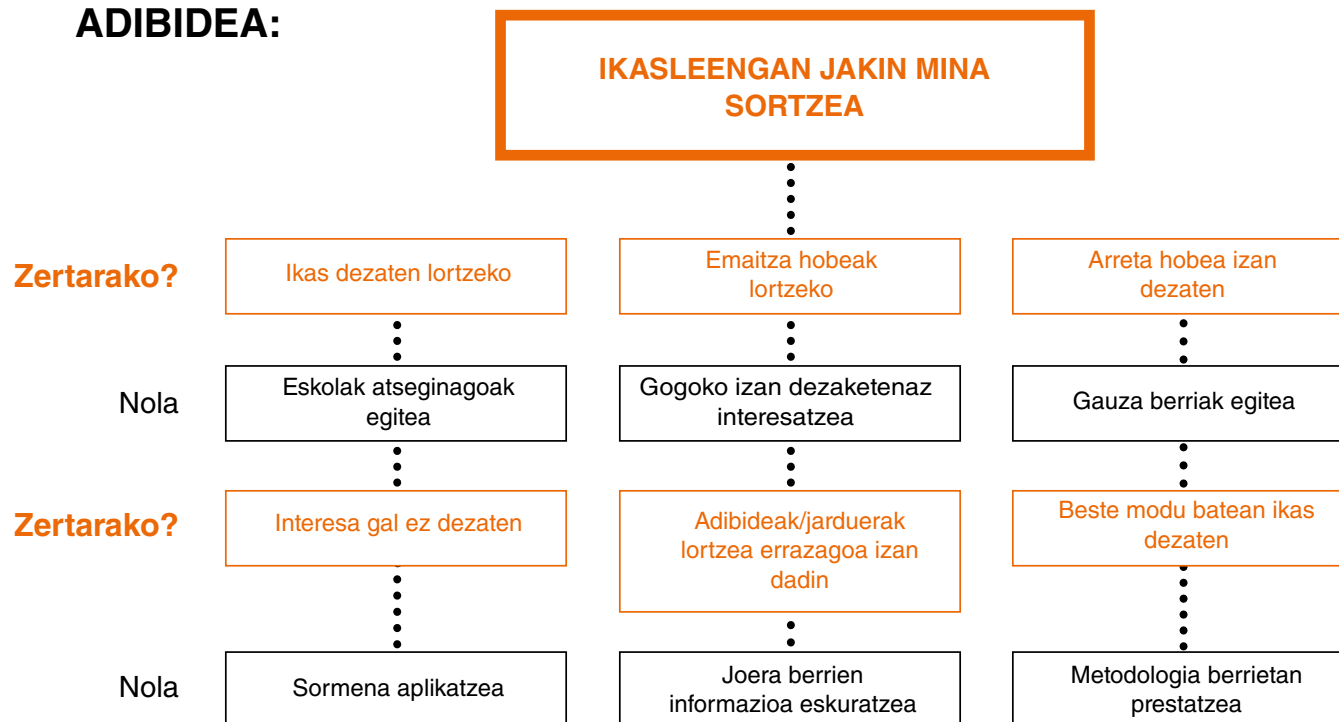 ADIBIDEA:
IKASLEENGAN JAKIN MINA
SORTZEA
Zertarako?
Ikas dezaten lortzeko
Emaitza hobeak
lortzeko
Arreta hobea izan
dezaten
Nola
Eskolak atseginagoak
egitea
Gogoko izan dezaketenaz
interesatzea
Gauza berriak egitea
Zertarako?
Interesa gal ez dezaten
Adibideak/jarduerak
lortzea errazagoa izan
dadin
Beste modu batean ikas
dezaten
Nola
Sormena aplikatzea
Joera berrien
informazioa eskuratzea
Metodologia berrietan
prestatzea